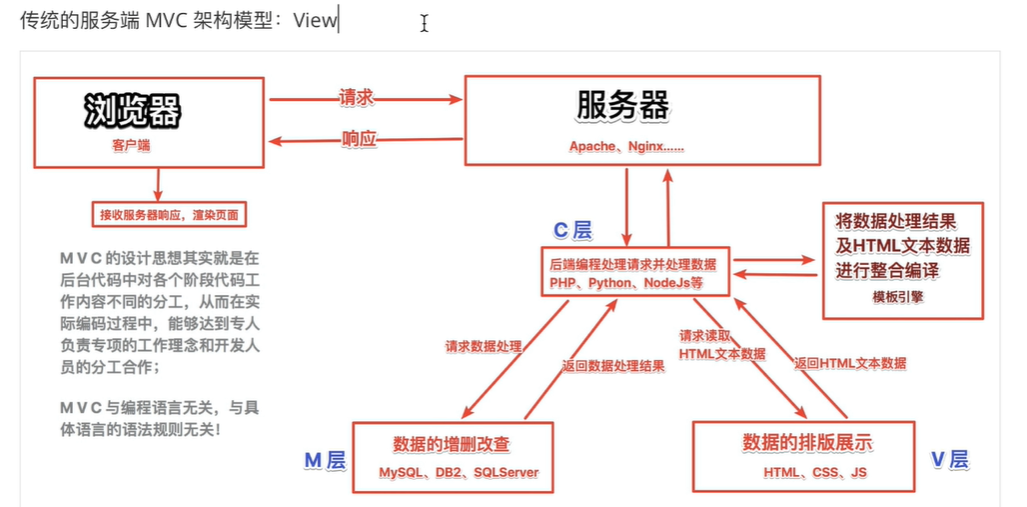 传统的服务端 MVC 架构模型：View
浏览器
客户端
请求
响应
服务器
Apache、Nginx......
接收服务器响应，渲染页面
C 层
后端编程处理请求并处理数据
PHP、Python、NodeJs等
将数据处理结果
及HTML文本数据
进行整合编译
模板引擎
M V C 的设计思想其实就是在
后台代码中对各个阶段代码工
作内容不同的分工，从而在实
际编码过程中，能够达到专人
负责专项的工作理念和开发人
员的分工合作；
M V C 与编程语言无关，与具
体语言的语法规则无关！
请求数据处理
返回数据处理结果
请求读取
HTML文本数据
返回HTML文本数据
M 层
数据的增删改查
MySQL、DB2、SQLServer
数据的排版展示
HTML、CSS、JS
V 层